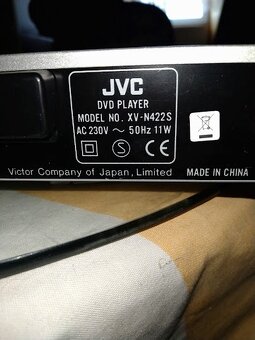 JVC
DVD PLAYER
MODEL NO. XV-N422S
AC 230V ~ 50Hz 11W
S CE
Victor Company of Japan, Limited MADE IN CHINA